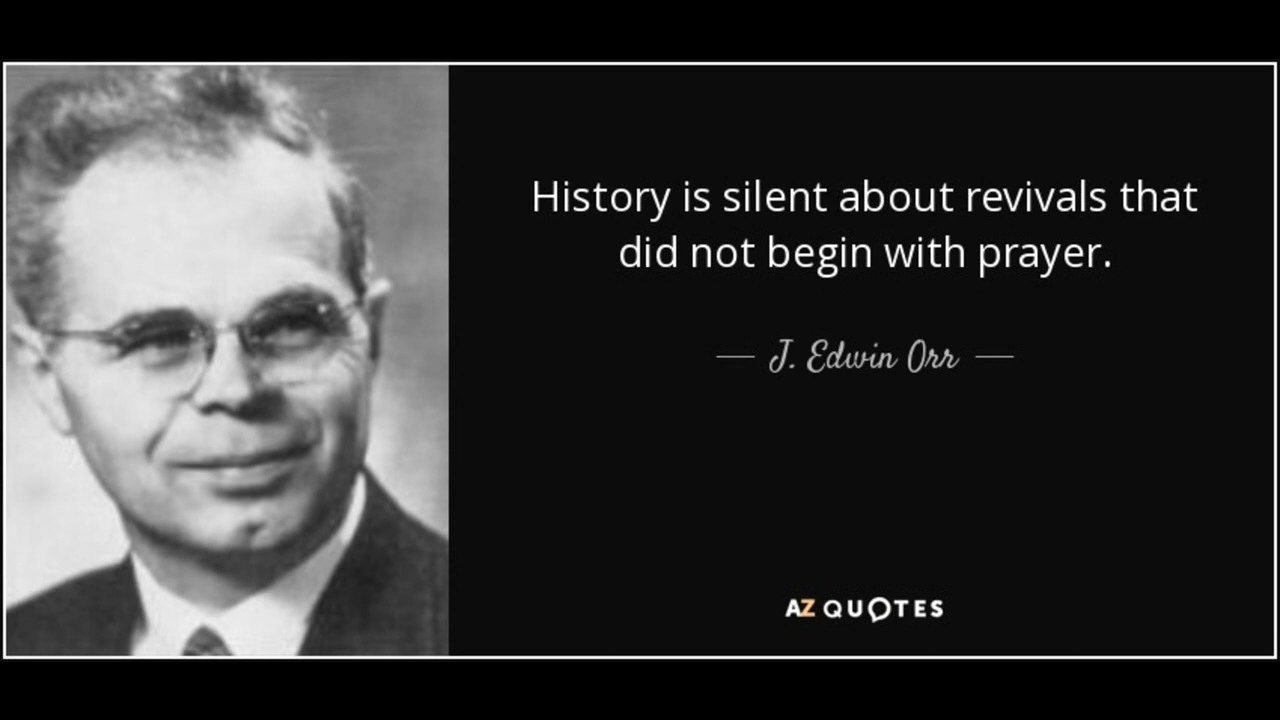 History is silent about revivals that
did not begin with prayer.
J. Edwin Orr
AZ QUOTES